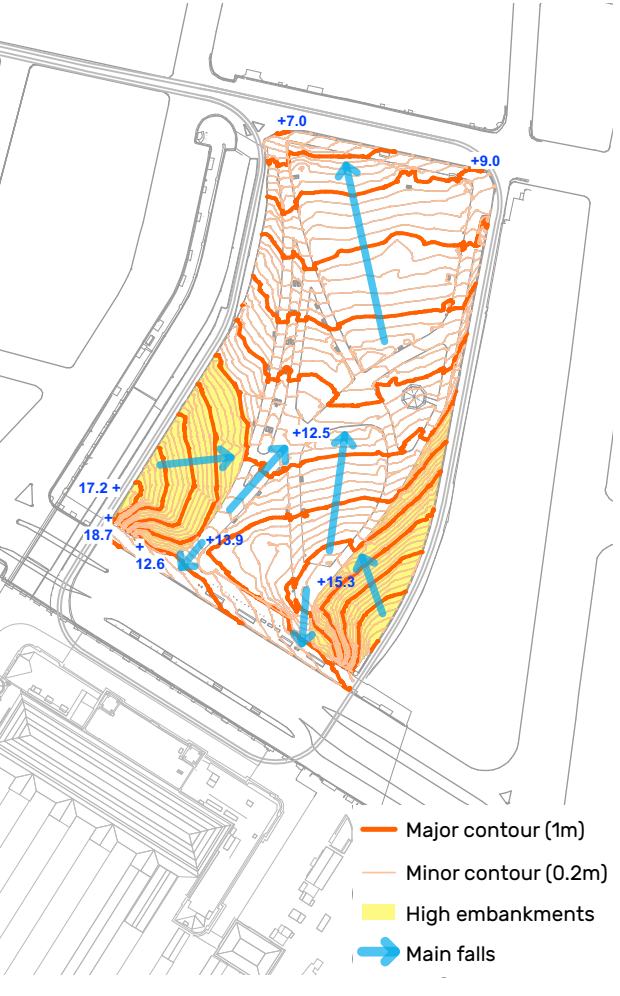 +7.0
+9.0
+12.5
17.2 +
+
18.7
+13.9
+
12.6
+15.3
Major contour (1m)
Minor contour (0.2m)
High embankments
Main falls